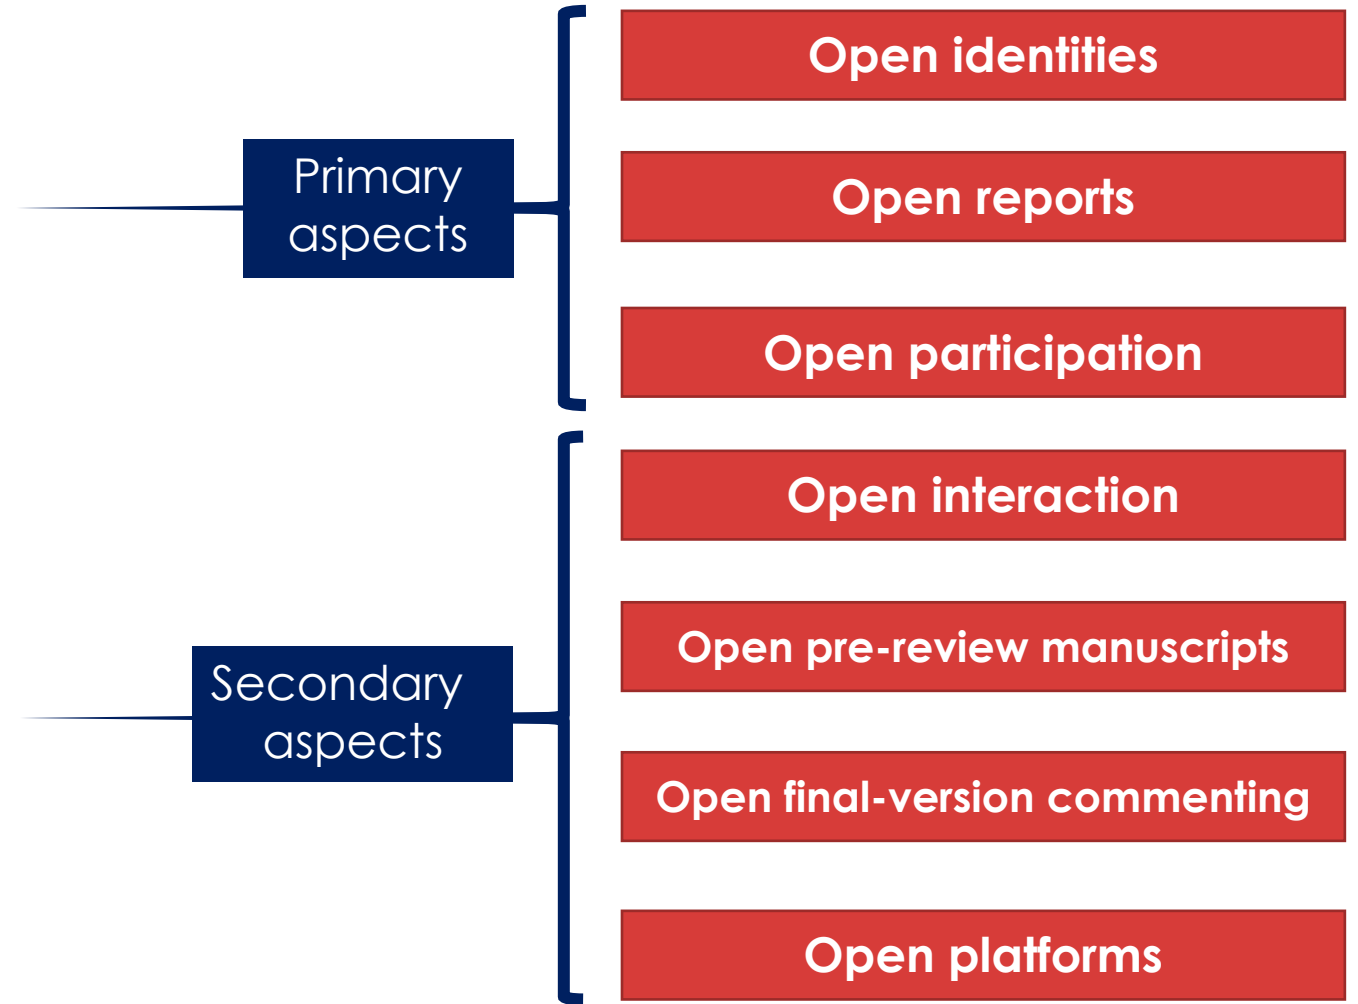 Primary
aspects
Open identities
Open reports
Open participation
Secondary
aspects
Open interaction
Open pre-review manuscripts
Open final-version commenting
Open platforms